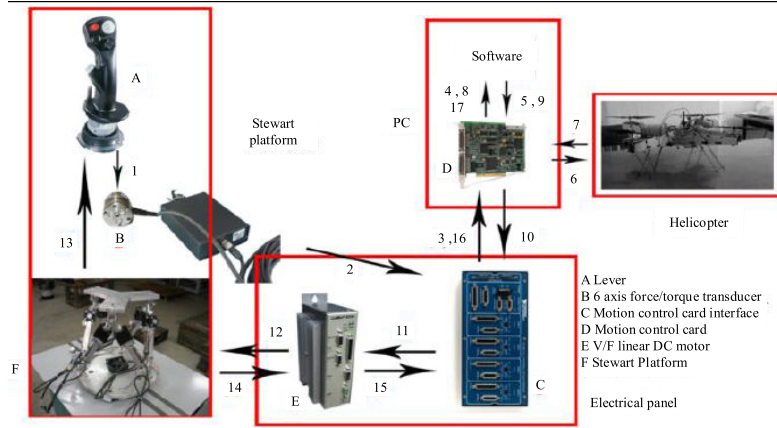 Software
A
4 , 8
17
5 , 9
Stewart
platform
PC
7
D
6
1
B
Helicopter
13
3 ,16
10
2
A Lever
B 6 axis force/torque transducer
C Motion control card interface
D Motion control card
E V/F linear DC motor
F Stewart Platform
12
11
F
14
15
C
E
Electrical panel